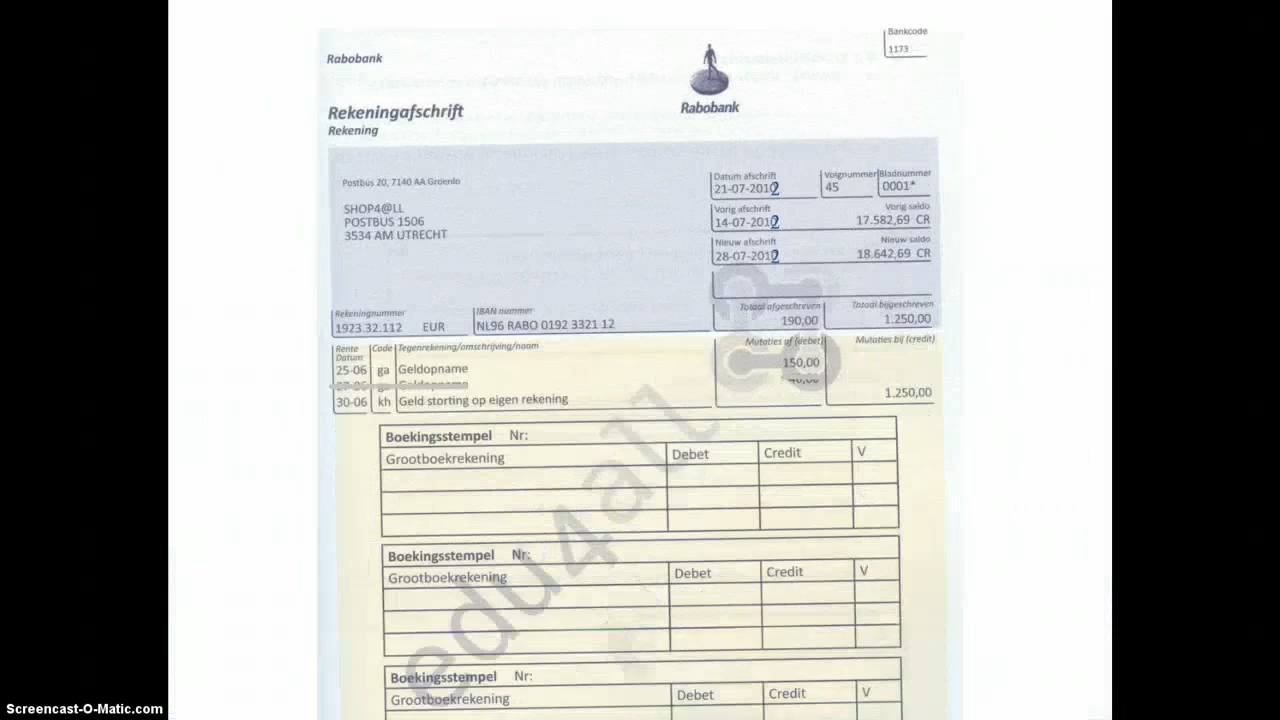 Bankcode
1173
Rabobank
Rabobank
Rekeningafschrift
Rekening
Postbus 20, 7140 AA Groenlo
SHOP4@LL
POSTBUS 1506
3534 AM UTRECHT
Datum afschrift Volgnummer Bladnummer
21-07-2012 45 0001*
Vorig afschrift Vorig saldo
14-07-2012 17.582,69 CR
Nieuw afschrift Nieuw saldo
28-07-2012 18.642,69 CR
Rekeningnummer IBAN nummer Totaal afgeschreven Totaal bijgeschreven
1923.32.112 EUR NL96 RABO 0192 3321 12 190,00 1.250,00
Rente Datum Code Tegenrekening/omschrijving/naam Mutaties af (debet) Mutaties bij (credit)
25-06 ga Geldopname 150,00
27-06 ga Geldopname 40,00
30-06 kh Geld storting op eigen rekening 1.250,00
Boekingsstempel Nr:
Grootboekrekening Debet Credit V
Boekingsstempel Nr:
Grootboekrekening Debet Credit V
Boekingsstempel Nr:
Grootboekrekening Debet Credit V
edu4all
Screencast-O-Matic.com